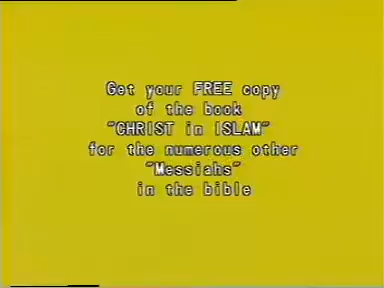 Get your FREE copy
of the book
"CHRIST in ISLAM"
for the numerous other
"Messiahs"
in the bible